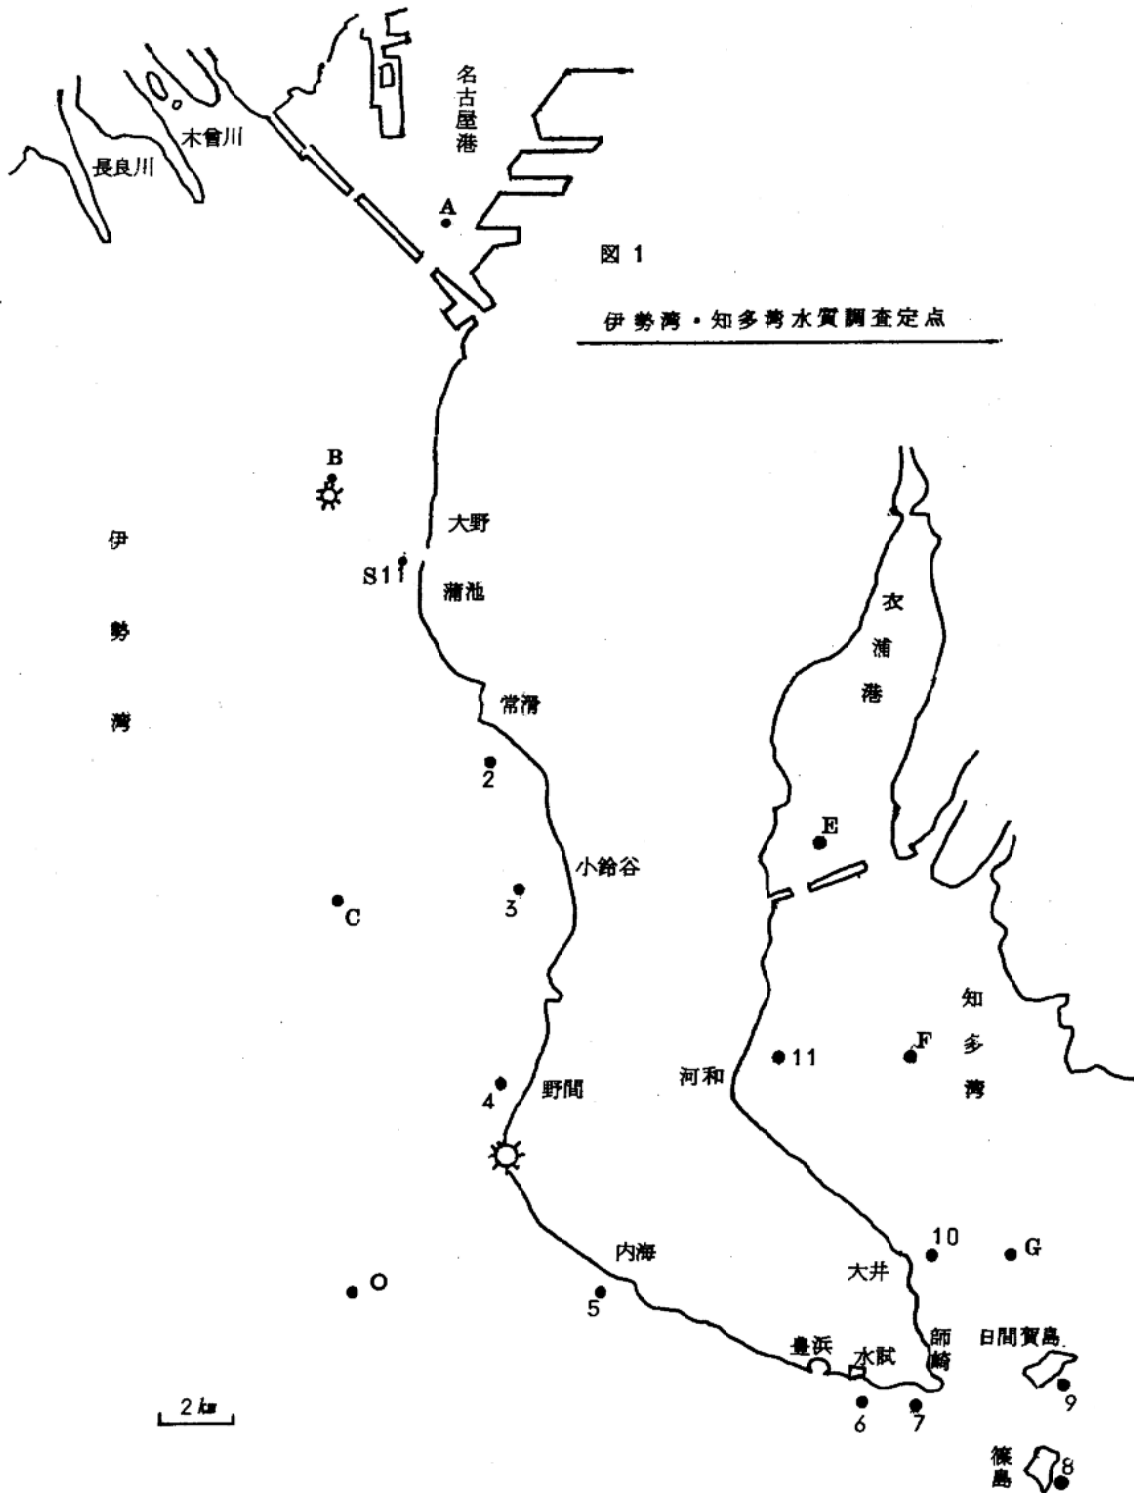 名古屋港
木曾川
長良川
A
図 1
伊勢湾・知多湾水質調査定点
B
大野
伊勢湾
S1
蒲池
衣浦港
常滑
2
E
小鈴谷
3
C
知多湾
F
11
河和
4
野間
10
G
内海
大井
O
5
師崎
日間賀島
豊浜
水試
2km
6
7
9
篠島
8